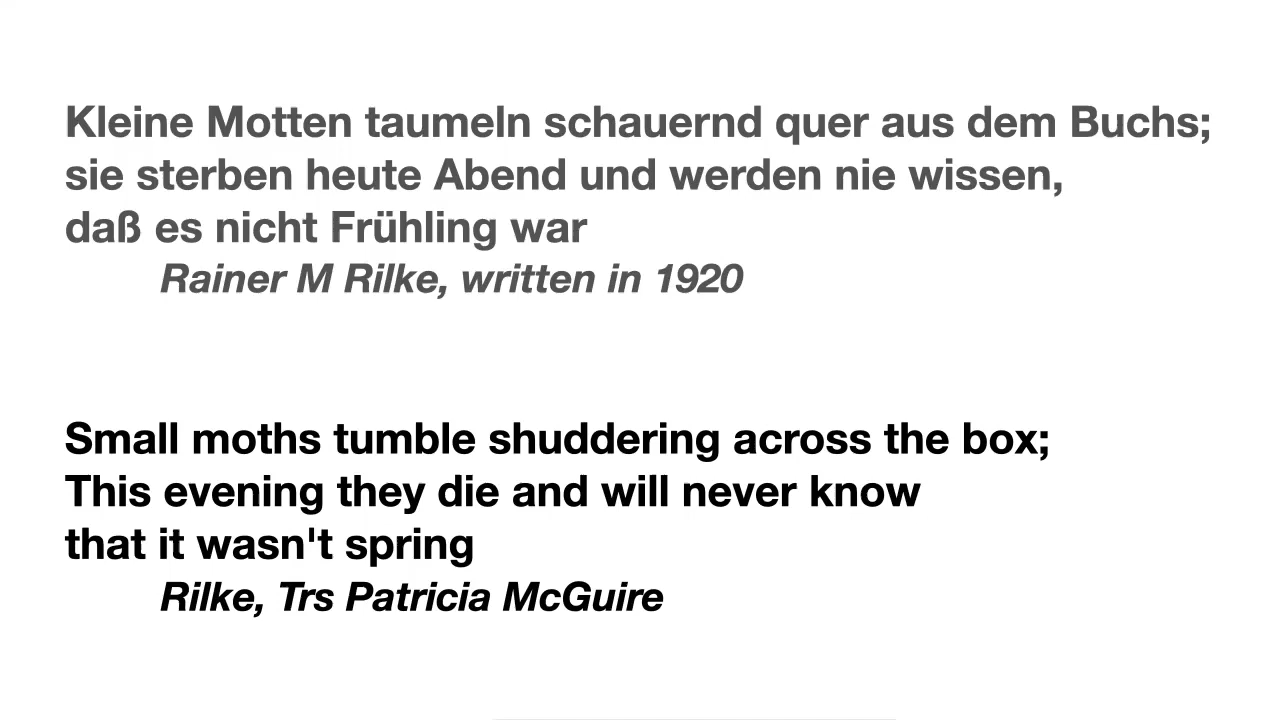 Kleine Motten taumeln schauernd quer aus dem Buchs;
sie sterben heute Abend und werden nie wissen,
daß es nicht Frühling war
Rainer M Rilke, written in 1920
Small moths tumble shuddering across the box;
This evening they die and will never know
that it wasn't spring
Rilke, Trs Patricia McGuire